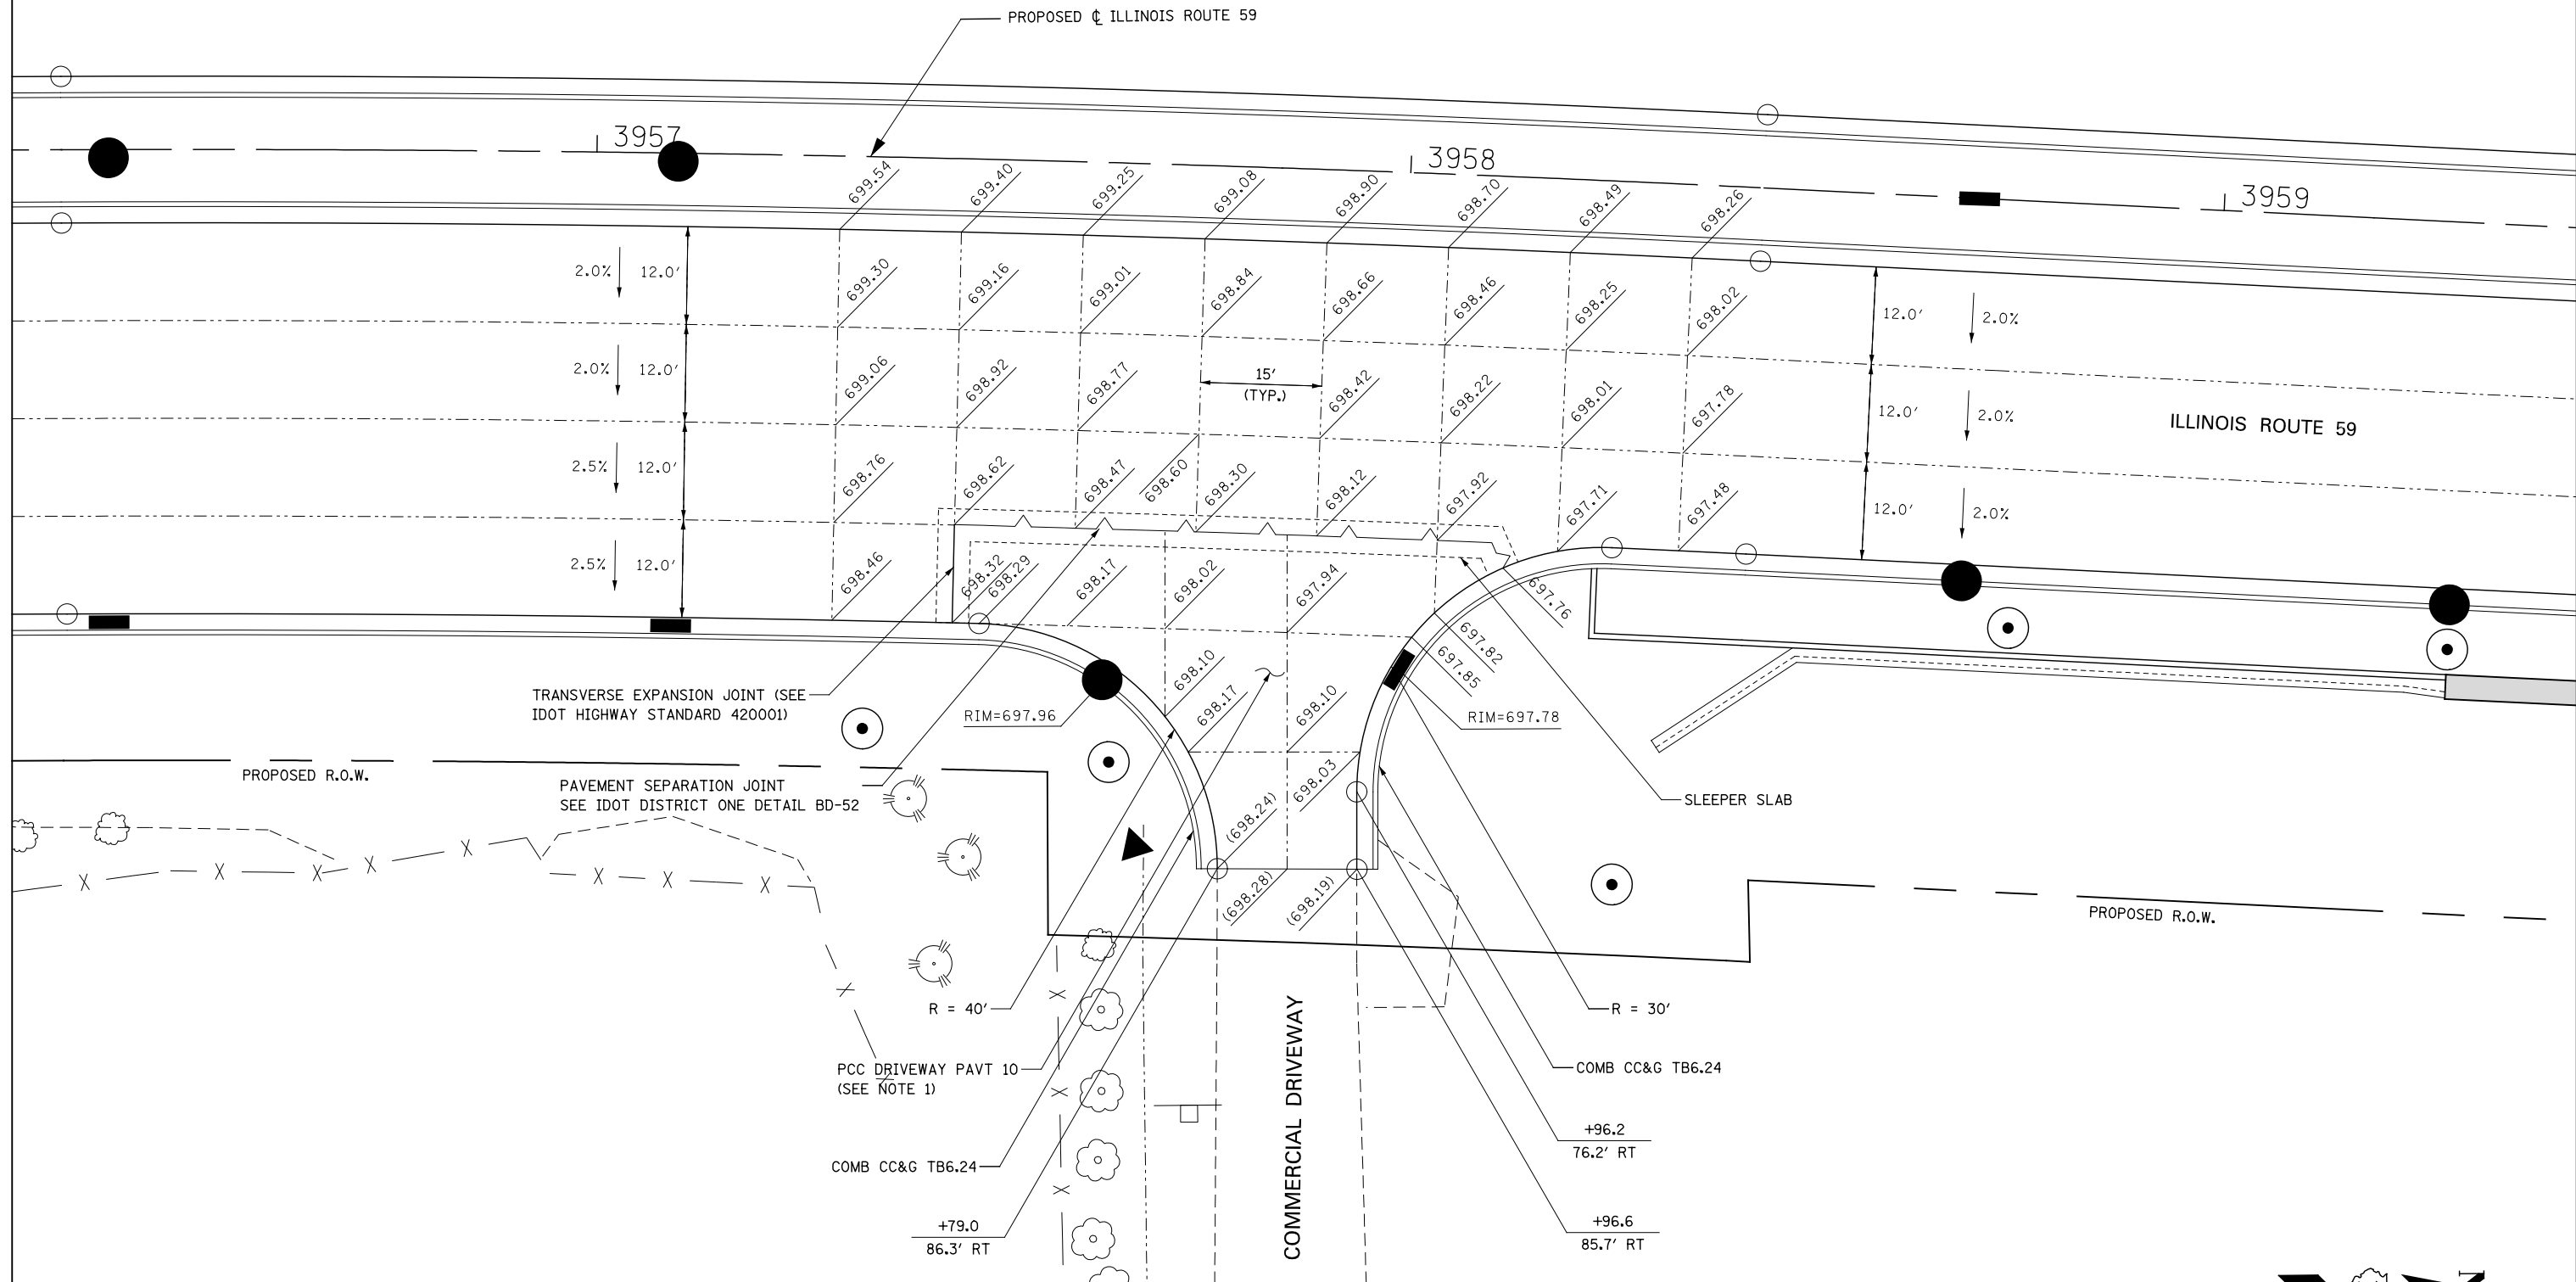 PROPOSED ℄ ILLINOIS ROUTE 59
3957
3958
3959
699.54
699.40
699.25
699.08
698.90
698.70
698.49
698.26
2.0% 12.0'
699.30
699.16
699.01
698.84
698.66
698.46
698.25
698.02
12.0' 2.0%
2.0% 12.0'
699.06
698.92
698.77
15'
(TYP.)
698.42
698.22
698.01
697.78
12.0' 2.0%
ILLINOIS ROUTE 59
2.5% 12.0'
698.76
698.62
698.47
698.60
698.30
698.12
697.92
697.71
697.48
12.0' 2.0%
2.5% 12.0'
698.46
698.32
698.29
698.17
698.02
697.94
697.76
697.82
697.85
TRANSVERSE EXPANSION JOINT (SEE
IDOT HIGHWAY STANDARD 420001)
RIM=697.96
698.10
698.17
698.10
RIM=697.78
PROPOSED R.O.W.
PAVEMENT SEPARATION JOINT
SEE IDOT DISTRICT ONE DETAIL BD-52
698.03
(698.24)
SLEEPER SLAB
(698.28)
(698.19)
PROPOSED R.O.W.
R = 40'
R = 30'
PCC DRIVEWAY PAVT 10
(SEE NOTE 1)
COMB CC&G TB6.24
COMMERCIAL DRIVEWAY
+96.2
76.2' RT
COMB CC&G TB6.24
+79.0
86.3' RT
+96.6
85.7' RT
N